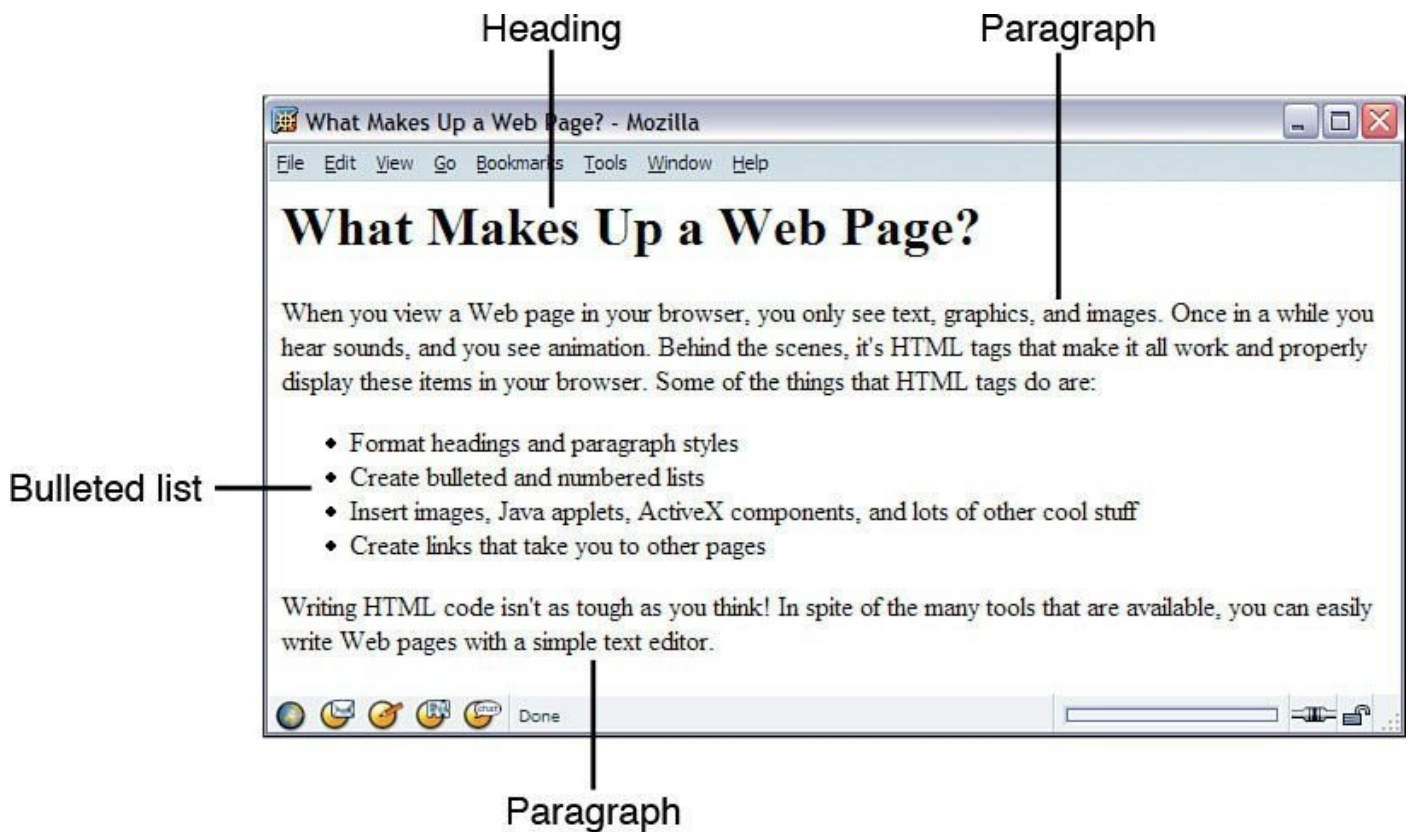 Heading
Paragraph
What Makes Up a Web Page? - Mozilla
File Edit View Go Bookmarks Tools Window Help
What Makes Up a Web Page?
When you view a Web page in your browser, you only see text, graphics, and images. Once in a while you
hear sounds, and you see animation. Behind the scenes, it's HTML tags that make it all work and properly
display these items in your browser. Some of the things that HTML tags do are:
• Format headings and paragraph styles
• Create bulleted and numbered lists
Bulleted list
• Insert images, Java applets, ActiveX components, and lots of other cool stuff
• Create links that take you to other pages
Writing HTML code isn't as tough as you think! In spite of the many tools that are available, you can easily
write Web pages with a simple text editor.
Done
Paragraph